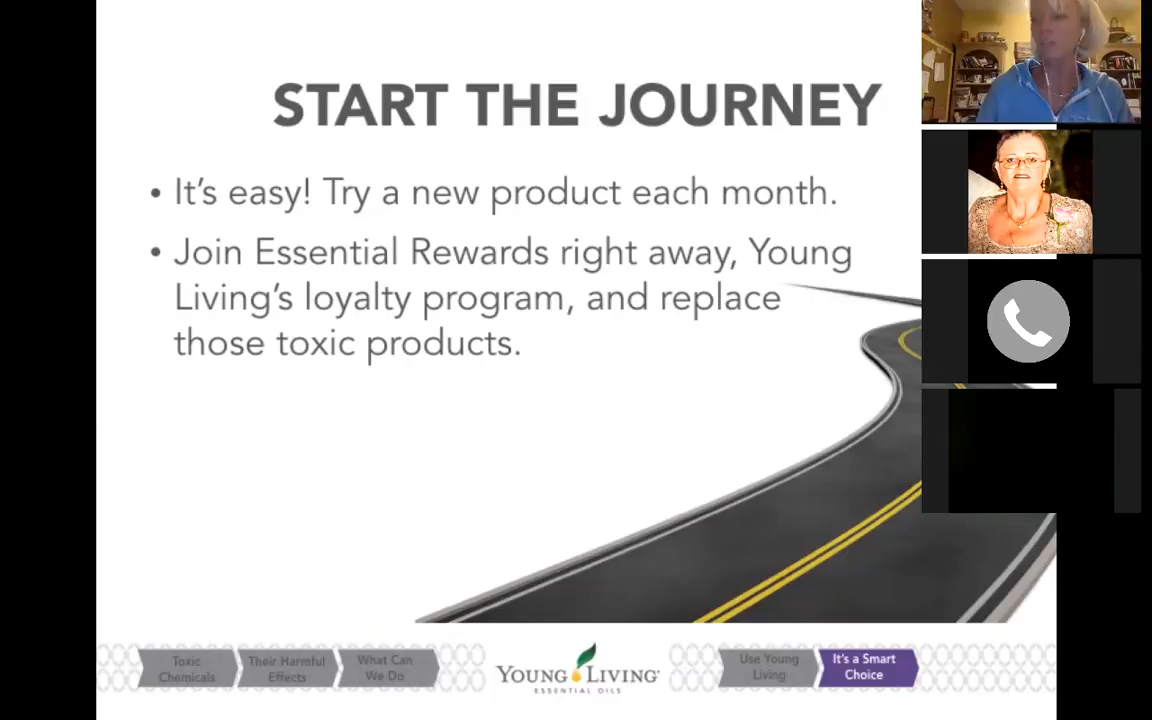 START THE JOURNEY
• It's easy! Try a new product each month.
• Join Essential Rewards right away, Young
Living's loyalty program, and replace
those toxic products.
Toxic
Chemicals
Their Harmful
Effects
What Can
We Do
YOUNG LIVING
ESSENTIAL OILS
Use Young
Living
It's a Smart
Choice